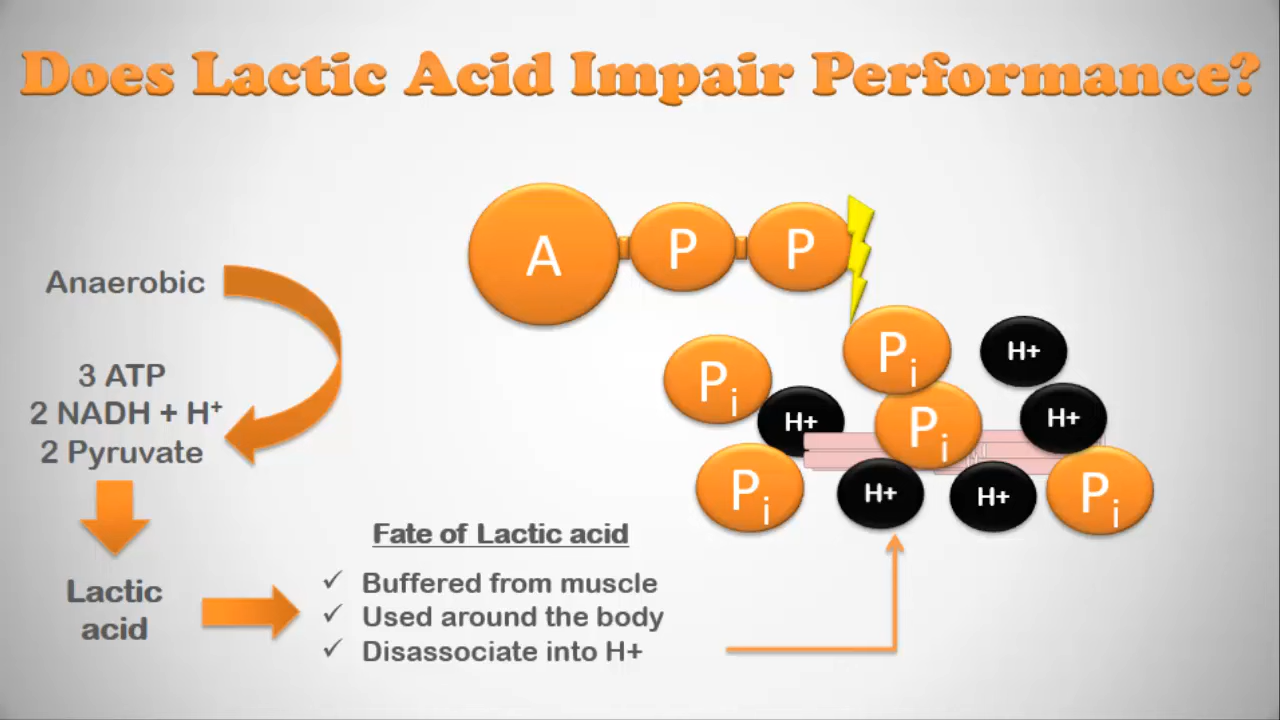 Does Lactic Acid Impair Performance?
A P P
Anaerobic
3 ATP
2 NADH + H⁺
2 Pyruvate
Lactic
acid
Fate of Lactic acid
✓ Buffered from muscle
✓ Used around the body
✓ Disassociate into H+
Pi
H+
Pi
H+
H+
Pi
Pi
H+
H+
Pi